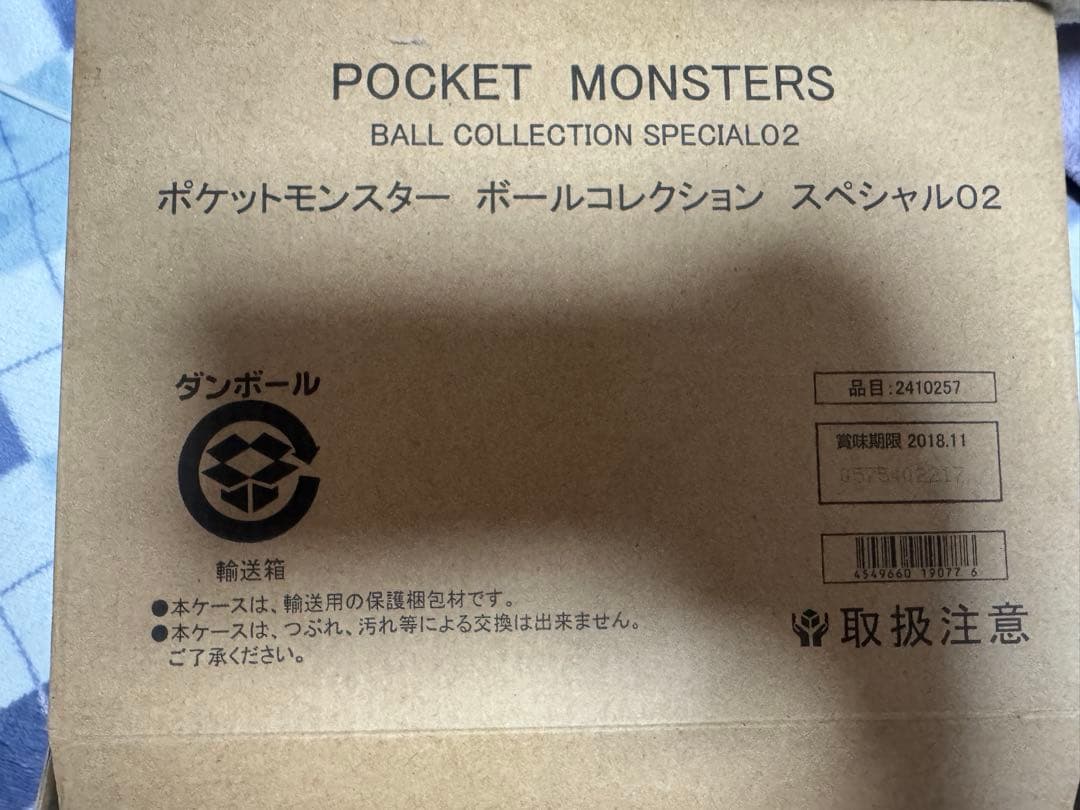 POCKET MONSTERS
BALL COLLECTION SPECIAL02
ポケットモンスター ボールコレクション スペシャル02
ダンボール
輸送箱
品目:2410257
賞味期限 2018.11
4549660 19077 6
●本ケースは、輸送用の保護梱包材です。
●本ケースは、つぶれ、汚れ等による交換は出来ません。
ご了承ください。
取扱注意